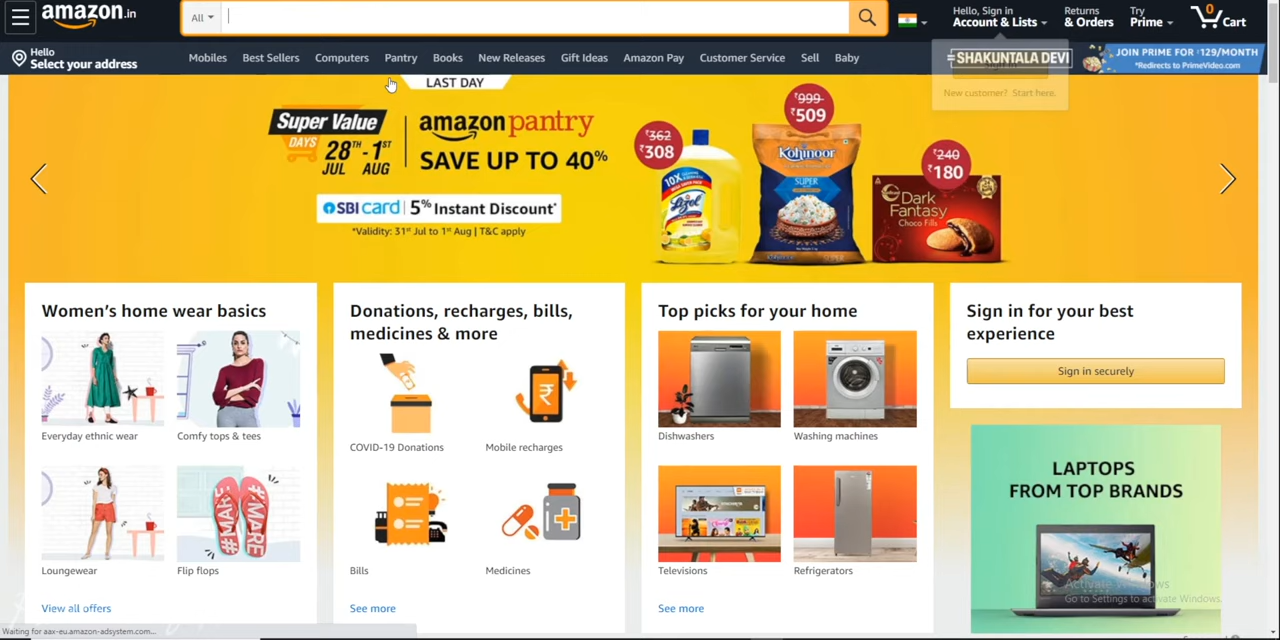 amazon.in
All
Hello, Sign in
Account & Lists
Returns
& Orders
Try
Prime
0
Cart
Hello
Select your address
Mobiles
Best Sellers
Computers
Pantry
Books
New Releases
Gift Ideas
Amazon Pay
Customer Service
Sell
Baby
SHAKUNTALA DEVI
JOIN PRIME FOR ₹129/MONTH
*Redirects to PrimeVideo.com
New customer? Start here.
LAST DAY
Super Value
DAYS 28TH - 1ST
JUL AUG
amazon pantry
SAVE UP TO 40%
SBI card 5% Instant Discount*
*Validity: 31st Jul to 1st Aug | T&C apply
₹362
₹308
10X
Lizol
₹999
₹509
Kohinoor
SUPER
₹240
₹180
Dark
Fantasy
Choco Fills
Women's home wear basics
Everyday ethnic wear
Comfy tops & tees
#MARE
#MARE
Loungewear
Flip flops
View all offers
Donations, recharges, bills,
medicines & more
COVID-19 Donations
Mobile recharges
Bills
Medicines
See more
Top picks for your home
Dishwashers
Washing machines
Televisions
Refrigerators
See more
Sign in for your best
experience
Sign in securely
LAPTOPS
FROM TOP BRANDS
Activate Windows
Go to Settings to activate Windows.
Waiting for aax-eu.amazon-adsystem.com...